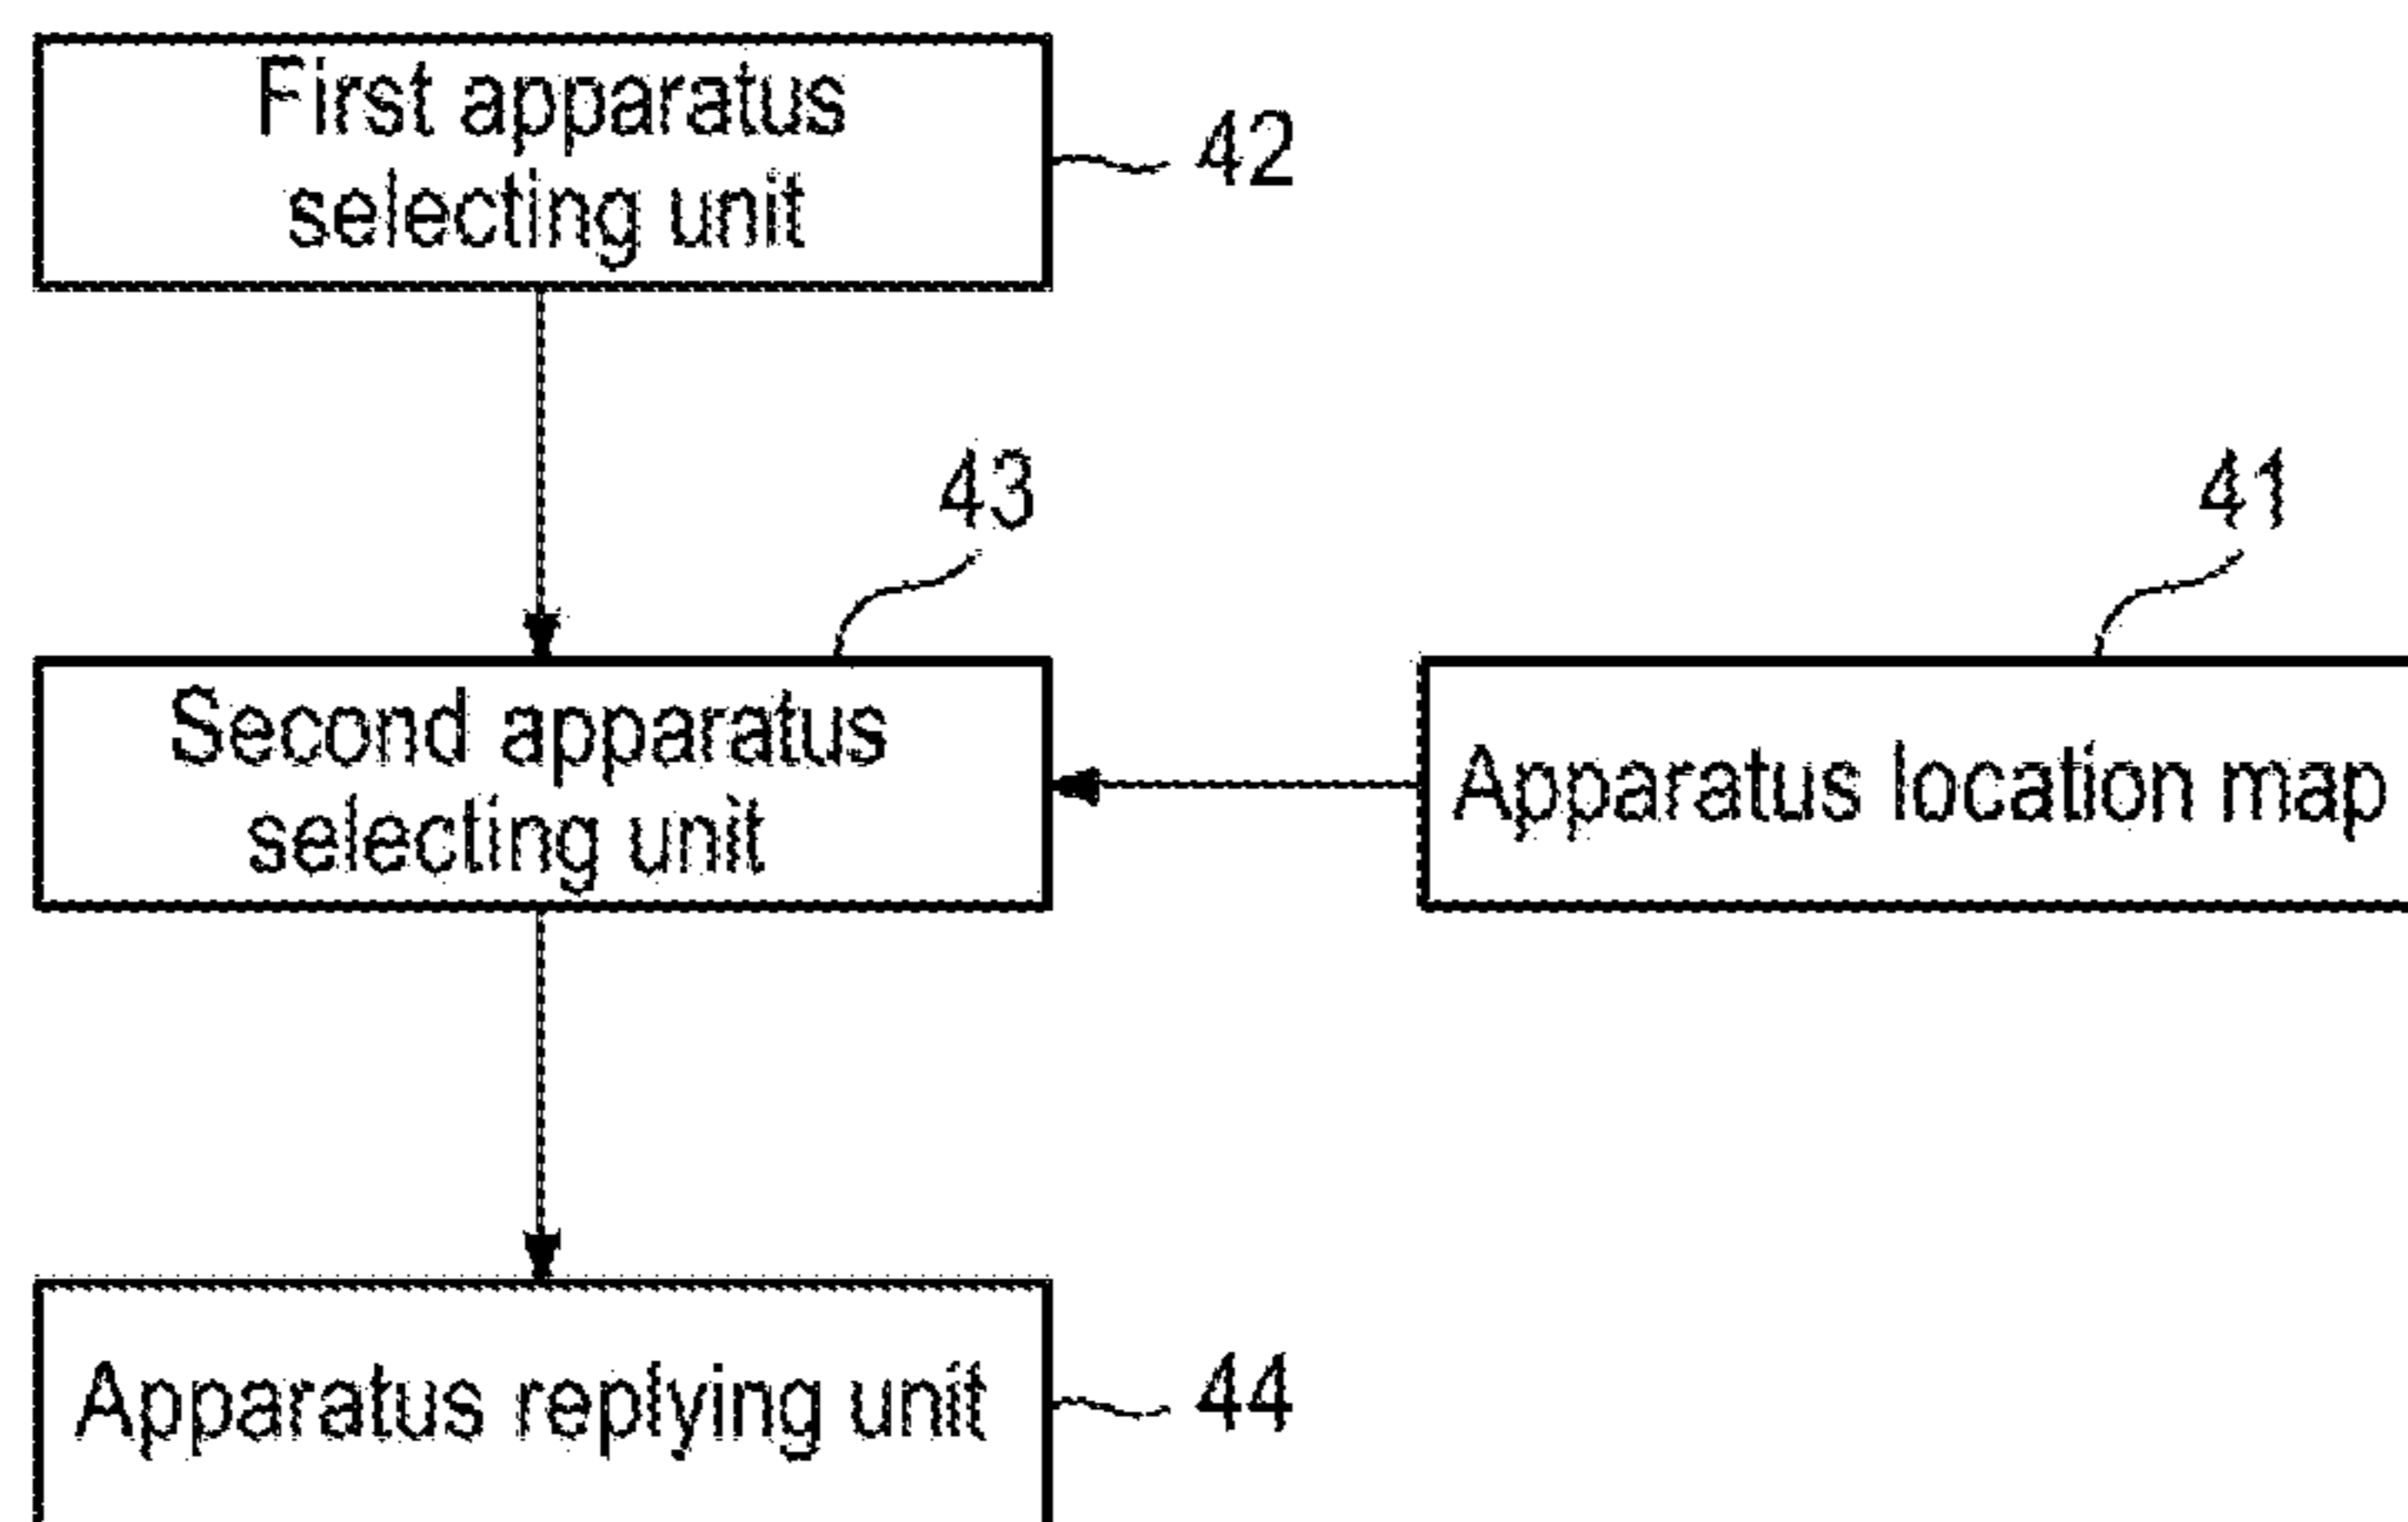 First apparatus
selecting unit
42
43
41
Second apparatus
selecting unit
Apparatus location map
Apparatus replying unit
44